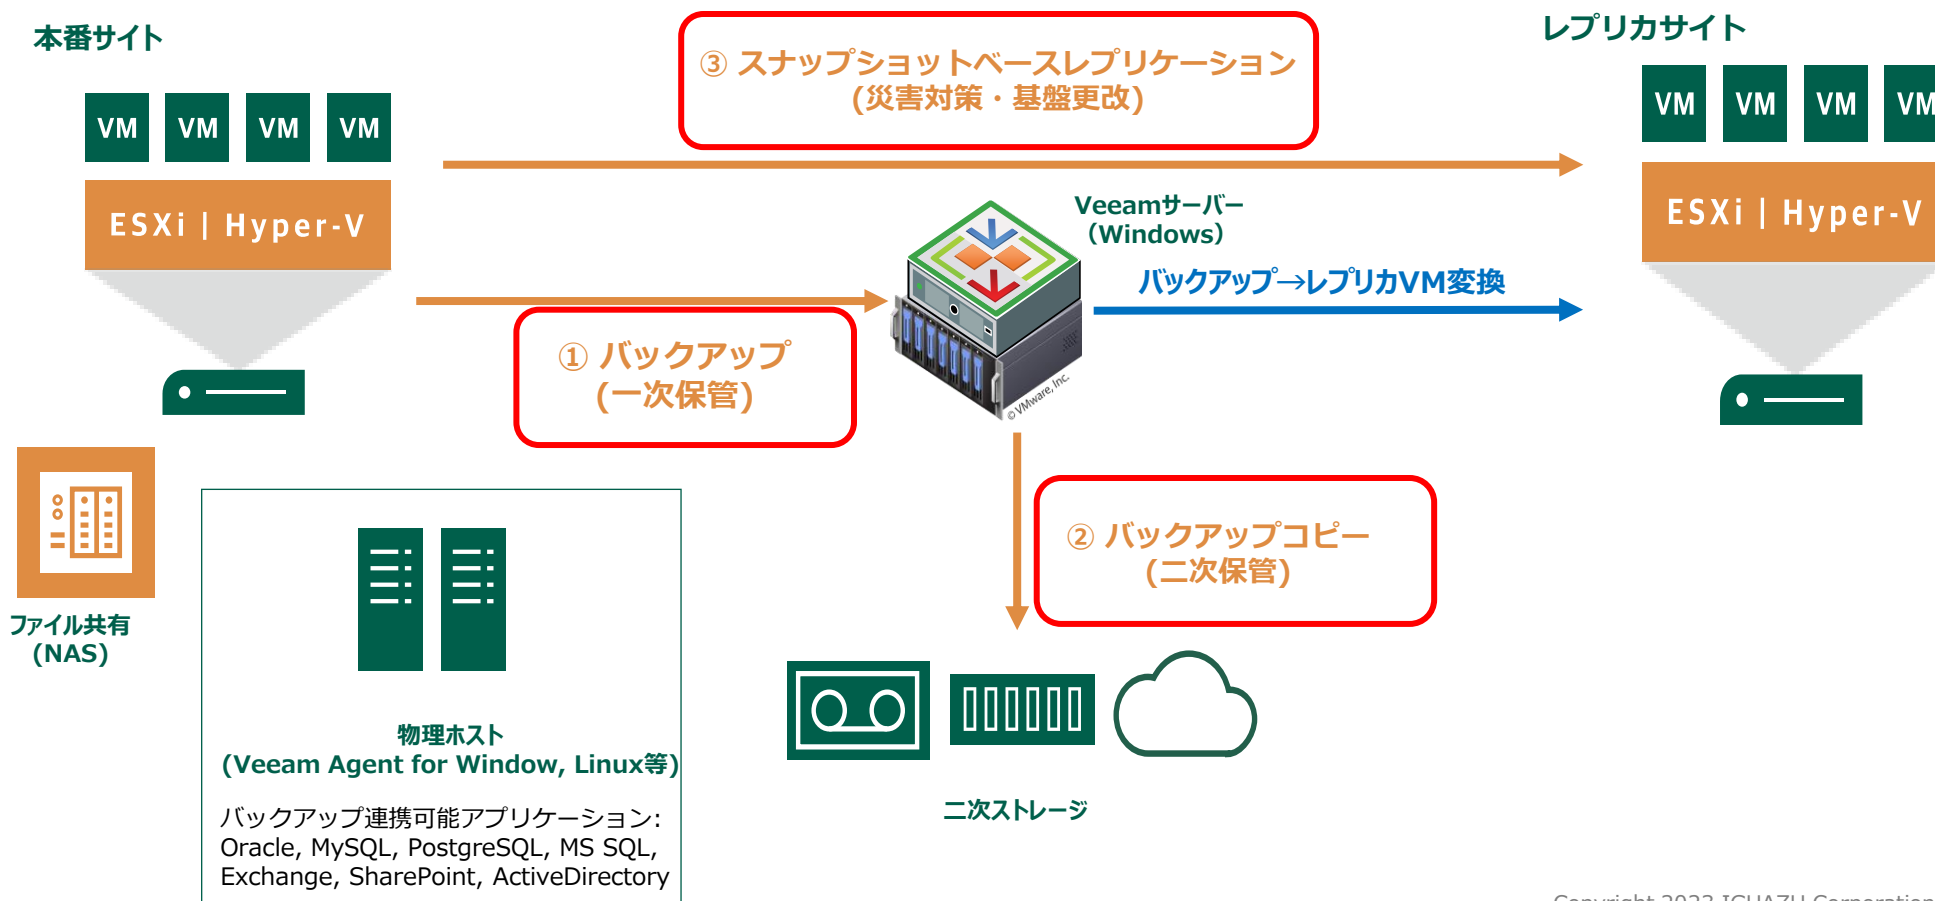 本番サイト
③ スナップショットベースレプリケーション
(災害対策・基盤更改)
レプリカサイト
VM VM VM VM
VM VM VM VM
ESXi | Hyper-V
ESXi | Hyper-V
Veeamサーバー
（Windows）
バックアップ→レプリカVM変換
① バックアップ
(一次保管)
© VMware, Inc.
② バックアップコピー
(二次保管)
ファイル共有
(NAS)
物理ホスト
(Veeam Agent for Window, Linux等)
バックアップ連携可能アプリケーション:
Oracle, MySQL, PostgreSQL, MS SQL,
Exchange, SharePoint, ActiveDirectory
二次ストレージ
Copyright 2023 IGUAZU Corporation